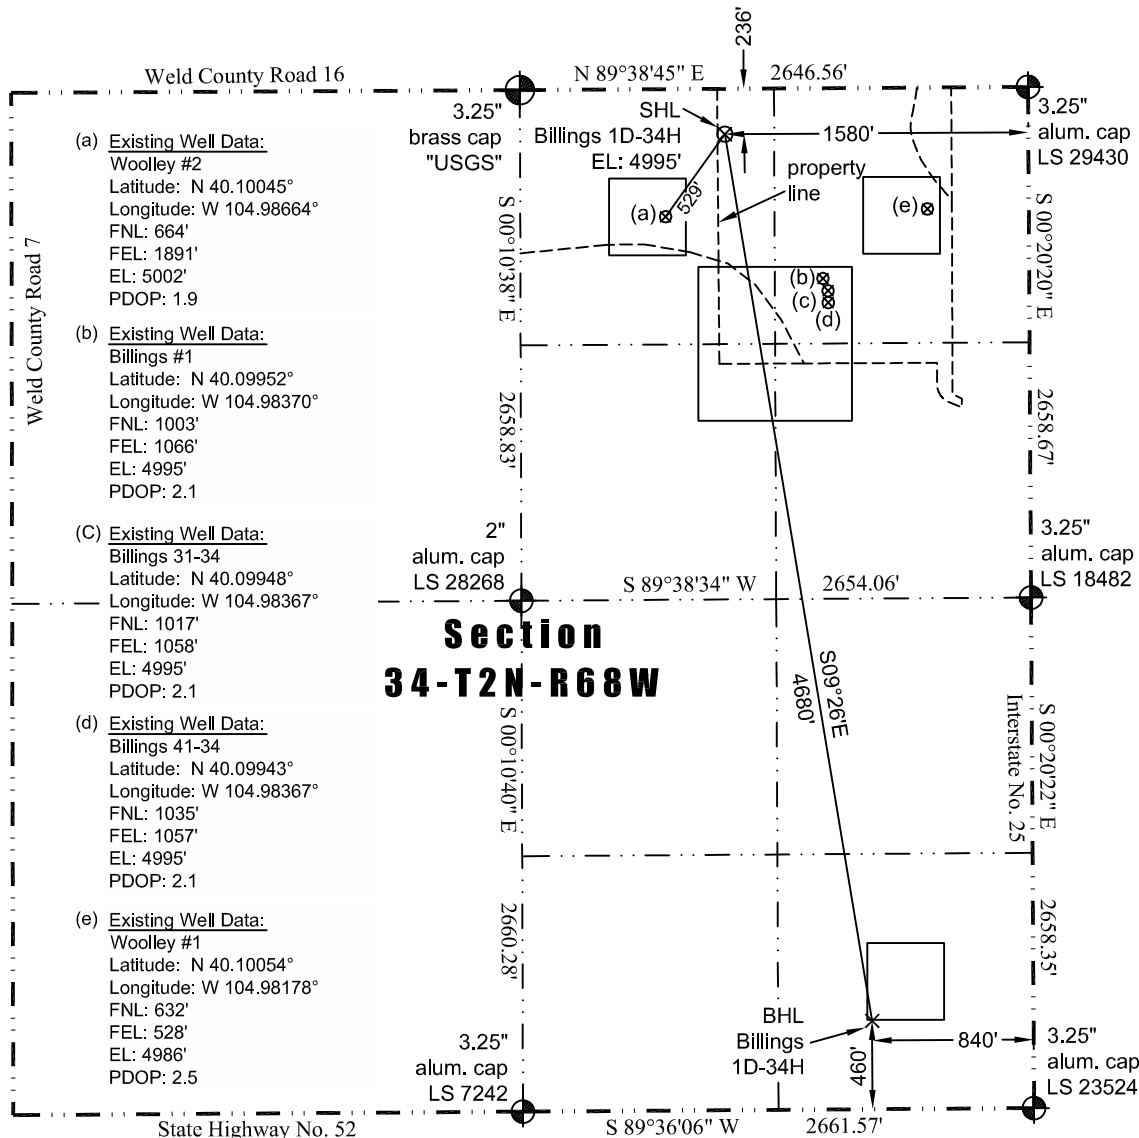 Weld County Road 16
N 89°38'45" E
2646.56'
236'
3.25"
brass cap
"USGS"
SHL
Billings 1D-34H
EL: 4995'
1580'
3.25"
alum. cap
LS 29430
529'
property
line
(a)
(e)
(b)
(c)
(d)
Weld County Road 7
(a) Existing Well Data:
Woolley #2
Latitude: N 40.10045°
Longitude: W 104.98664°
FNL: 664'
FEL: 1891'
EL: 5002'
PDOP: 1.9
(b) Existing Well Data:
Billings #1
Latitude: N 40.09952°
Longitude: W 104.98370°
FNL: 1003'
FEL: 1066'
EL: 4995'
PDOP: 2.1
(C) Existing Well Data:
Billings 31-34
Latitude: N 40.09948°
Longitude: W 104.98367°
FNL: 1017'
FEL: 1058'
EL: 4995'
PDOP: 2.1
(d) Existing Well Data:
Billings 41-34
Latitude: N 40.09943°
Longitude: W 104.98367°
FNL: 1035'
FEL: 1057'
EL: 4995'
PDOP: 2.1
(e) Existing Well Data:
Woolley #1
Latitude: N 40.10054°
Longitude: W 104.98178°
FNL: 632'
FEL: 528'
EL: 4986'
PDOP: 2.5
S 00°10'38" E
2658.83'
S 00°20'20" E
2658.67'
2"
alum. cap
LS 28268
S 89°38'34" W
2654.06'
3.25"
alum. cap
LS 18482
Section
34-T2N-R68W
S09°26'E
4680'
S 00°10'40" E
2660.28'
Interstate No. 25
S 00°20'22" E
2658.35'
BHL
Billings
1D-34H
840'
460'
3.25"
alum. cap
LS 7242
3.25"
alum. cap
LS 23524
State Highway No. 52
S 89°36'06" W
2661.57'